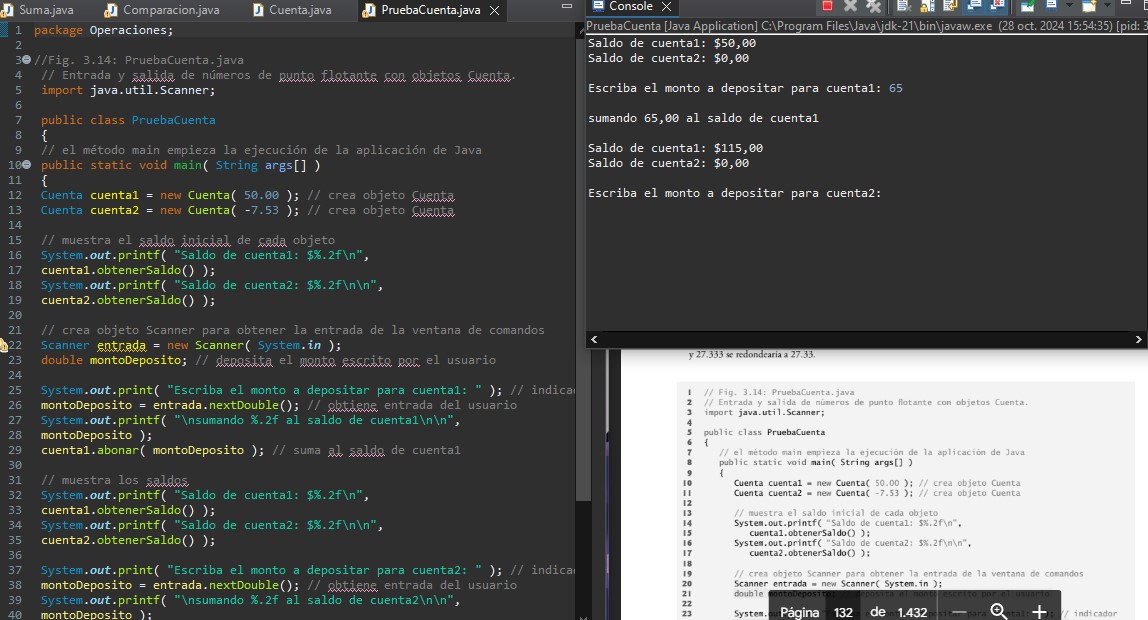 Suma.java
Comparacion.java
Cuenta.java
PruebaCuenta.java
1 package Operaciones;
2
3 //Fig. 3.14: PruebaCuenta.java
4 // Entrada y salida de números de punto flotante con objetos Cuenta.
5 import java.util.Scanner;
6
7 public class PruebaCuenta
8 {
9 // el método main empieza la ejecución de la aplicación de Java
10 public static void main( String args[] )
11 {
12 Cuenta cuenta1 = new Cuenta( 50.00 ); // crea objeto Cuenta
13 Cuenta cuenta2 = new Cuenta( -7.53 ); // crea objeto Cuenta
14
15 // muestra el saldo inicial de cada objeto
16 System.out.printf( "Saldo de cuenta1: $%.2f\n",
17 cuenta1.obtenerSaldo() );
18 System.out.printf( "Saldo de cuenta2: $%.2f\n\n",
19 cuenta2.obtenerSaldo() );
20
21 // crea objeto Scanner para obtener la entrada de la ventana de comandos
22 Scanner entrada = new Scanner( System.in );
23 double montoDeposito; // deposita el monto escrito por el usuario
24
25 System.out.print( "Escriba el monto a depositar para cuenta1: " ); // indica
26 montoDeposito = entrada.nextDouble(); // obtiene entrada del usuario
27 System.out.printf( "\nsumando %.2f al saldo de cuenta1\n\n",
28 montoDeposito );
29 cuenta1.abonar( montoDeposito ); // suma al saldo de cuenta1
30
31 // muestra los saldos
32 System.out.printf( "Saldo de cuenta1: $%.2f\n",
33 cuenta1.obtenerSaldo() );
34 System.out.printf( "Saldo de cuenta2: $%.2f\n\n",
35 cuenta2.obtenerSaldo() );
36
37 System.out.print( "Escriba el monto a depositar para cuenta2: " ); // indica
38 montoDeposito = entrada.nextDouble(); // obtiene entrada del usuario
39 System.out.printf( "\nsumando %.2f al saldo de cuenta2\n\n",
40 montoDeposito );
Console
PruebaCuenta [Java Application] C:\Program Files\Java\jdk-21\bin\javaw.exe (28 oct. 2024 15:54:35) [pid: 3
Saldo de cuenta1: $50,00
Saldo de cuenta2: $0,00
Escriba el monto a depositar para cuenta1: 65
sumando 65,00 al saldo de cuenta1
Saldo de cuenta1: $115,00
Saldo de cuenta2: $0,00
Escriba el monto a depositar para cuenta2:
y 27.333 se redondearía a 27.33.
1 // Fig. 3.14: PruebaCuenta.java
2 // Entrada y salida de números de punto flotante con objetos Cuenta.
3 import java.util.Scanner;
4
5 public class PruebaCuenta
6 {
7 // el método main empieza la ejecución de la aplicación de Java
8 public static void main( String args[] )
9 {
10 Cuenta cuenta1 = new Cuenta( 50.00 ); // crea objeto Cuenta
11 Cuenta cuenta2 = new Cuenta( -7.53 ); // crea objeto Cuenta
12
13 // muestra el saldo inicial de cada objeto
14 System.out.printf( "Saldo de cuenta1: $%.2f\n",
15 cuenta1.obtenerSaldo() );
16 System.out.printf( "Saldo de cuenta2: $%.2f\n\n",
17 cuenta2.obtenerSaldo() );
18
19 // crea objeto Scanner para obtener la entrada de la ventana de comandos
20 Scanner entrada = new Scanner( System.in );
21 double
22
23 System. // indicador
Página 132 de 1.432